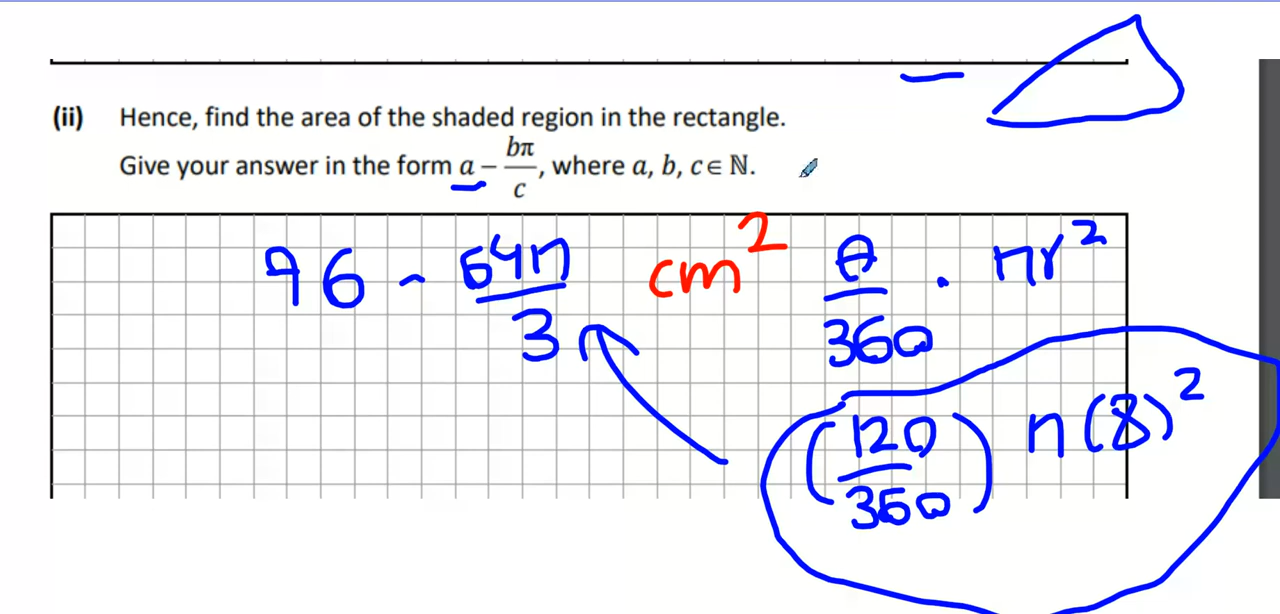 (ii) Hence, find the area of the shaded region in the rectangle.
Give your answer in the form a − bπ/c, where a, b, c ∈ ℕ.
96 - 64π/3 cm²
θ/360 · πr²
(120/360) π(8)²